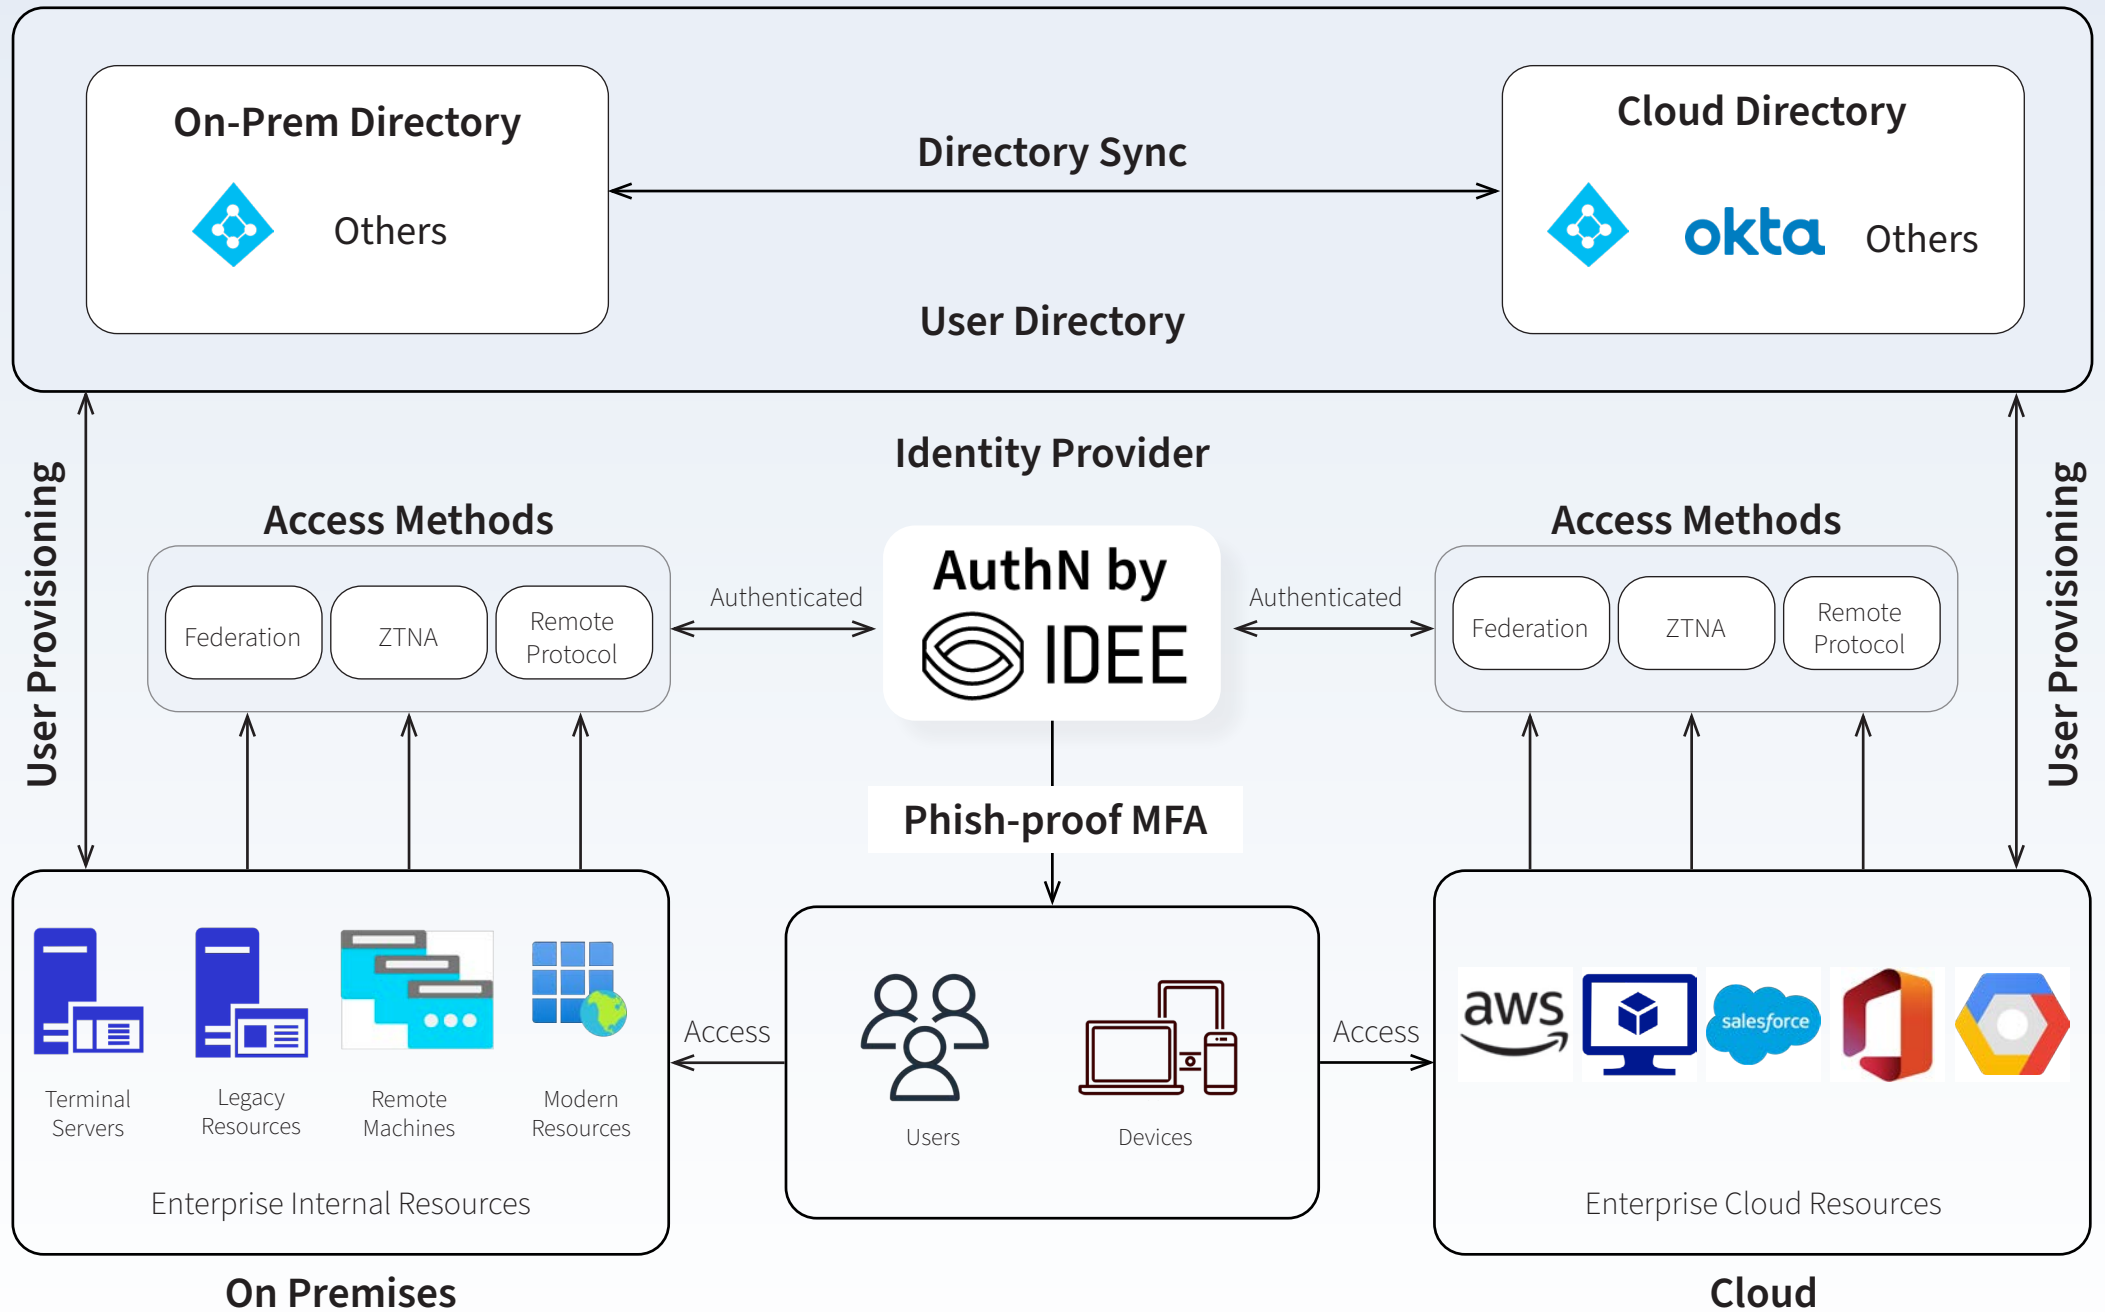 On-Prem Directory
Others
Directory Sync
User Directory
Cloud Directory
okta
Others
User Provisioning
Identity Provider
User Provisioning
Access Methods
Federation
ZTNA
Remote
Protocol
Authenticated
AuthN by
IDEE
Authenticated
Access Methods
Federation
ZTNA
Remote
Protocol
Phish-proof MFA
Terminal
Servers
Legacy
Resources
Remote
Machines
Modern
Resources
Enterprise Internal Resources
On Premises
Access
Users
Devices
Access
aws
salesforce
Enterprise Cloud Resources
Cloud